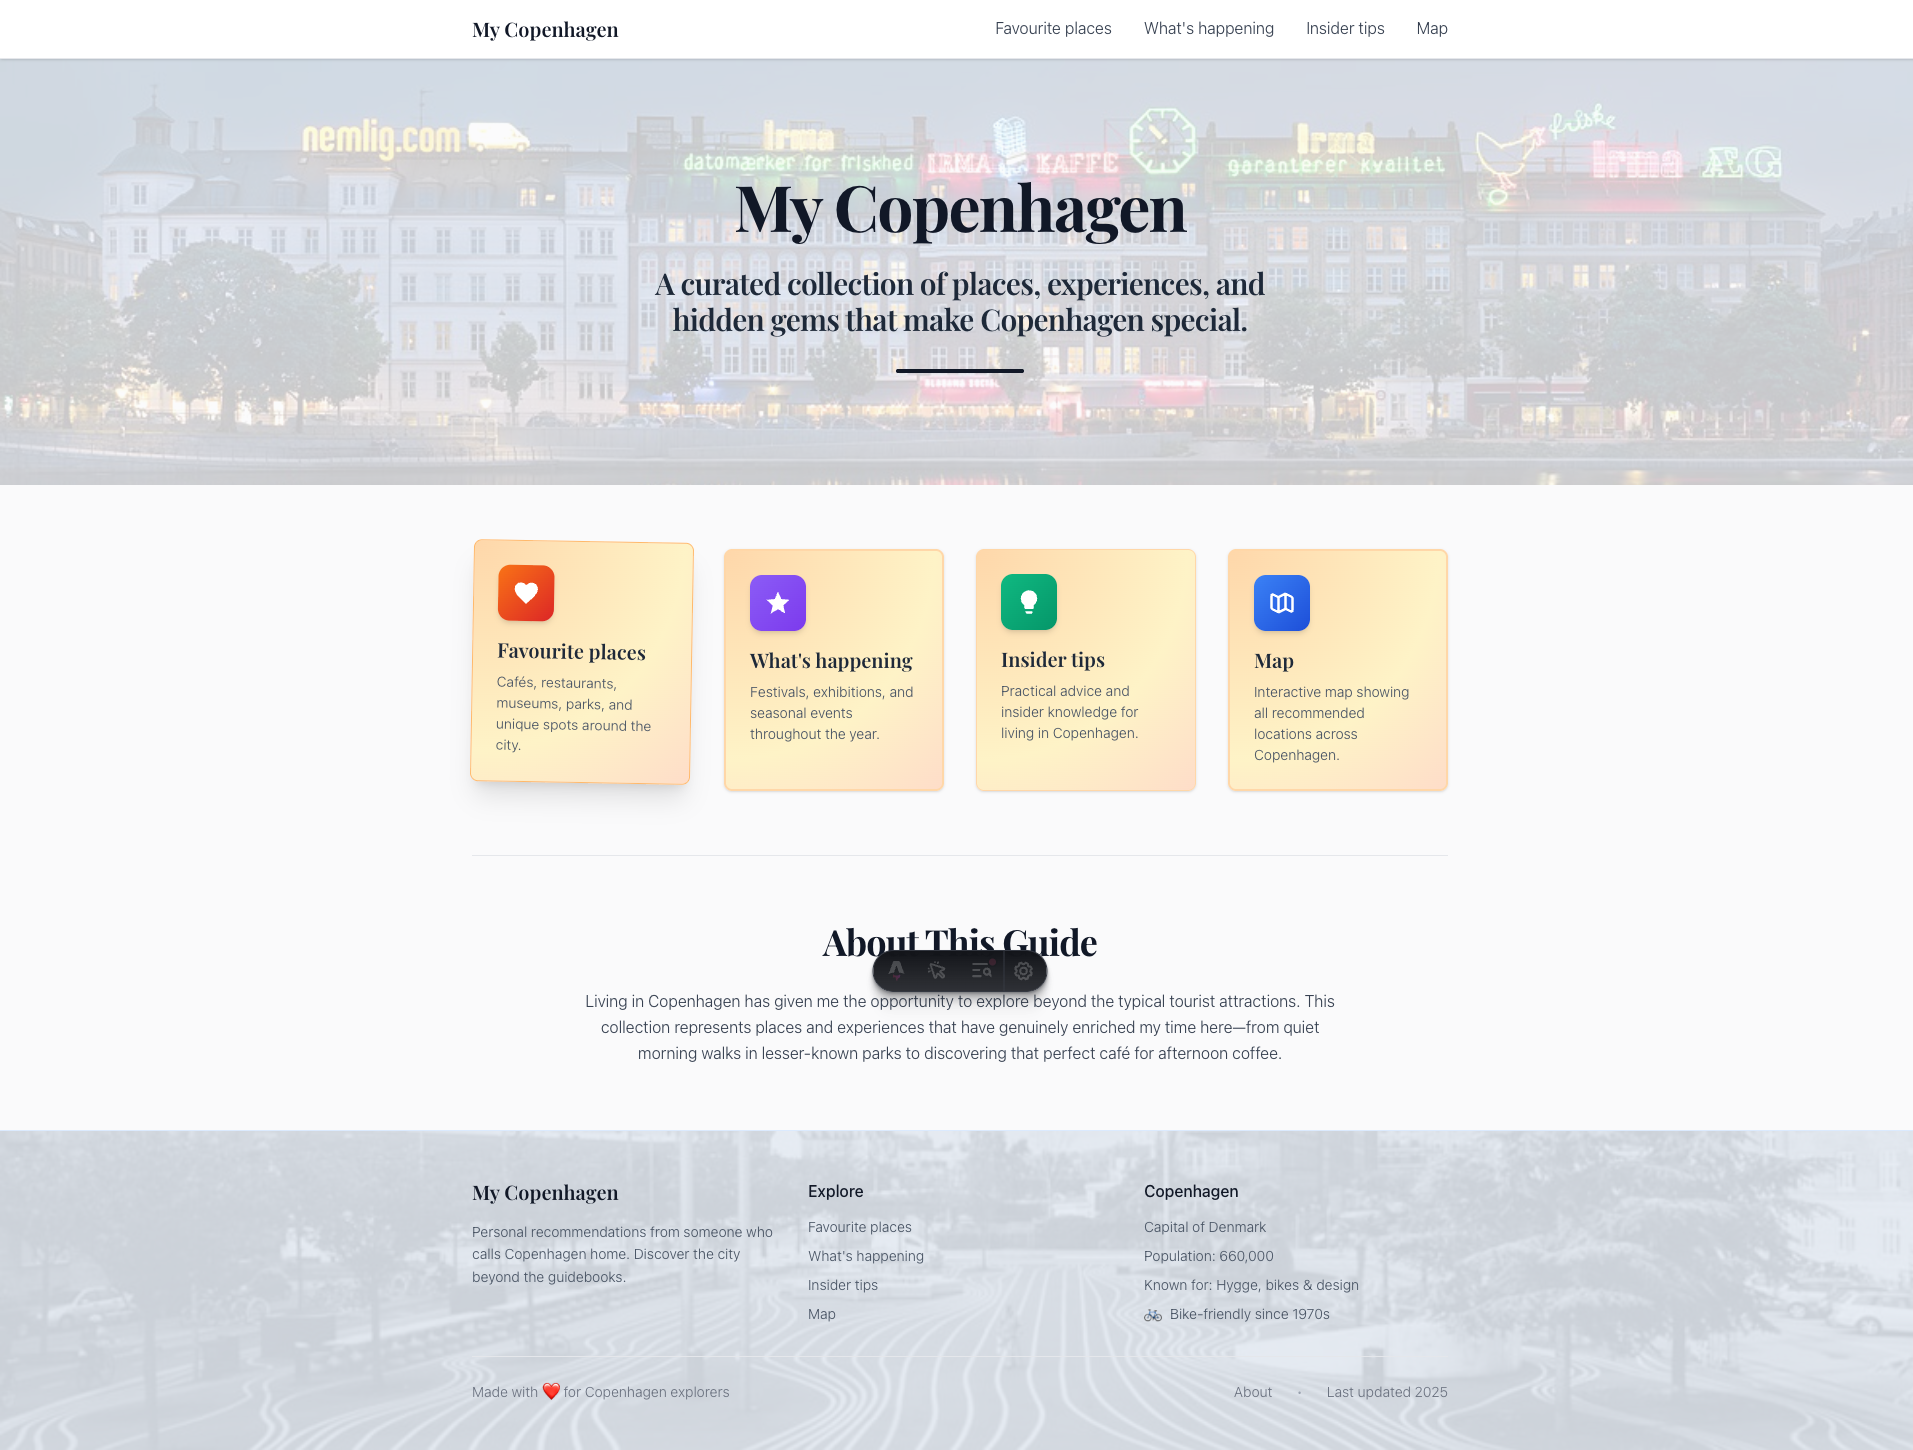 My Copenhagen
Favourite places
What's happening
Insider tips
Map
nemlig.com
Irma
datomærker for friskhed
IRMA KAFFE
Irma
garanterer kvalitet
friske
Irma ÆG
My Copenhagen
A curated collection of places, experiences, and
hidden gems that make Copenhagen special.
Favourite places
Cafés, restaurants,
museums, parks, and
unique spots around the
city.
What's happening
Festivals, exhibitions, and
seasonal events
throughout the year.
Insider tips
Practical advice and
insider knowledge for
living in Copenhagen.
Map
Interactive map showing
all recommended
locations across
Copenhagen.
About This Guide
Living in Copenhagen has given me the opportunity to explore beyond the typical tourist attractions. This
collection represents places and experiences that have genuinely enriched my time here—from quiet
morning walks in lesser-known parks to discovering that perfect café for afternoon coffee.
My Copenhagen
Personal recommendations from someone who
calls Copenhagen home. Discover the city
beyond the guidebooks.
Explore
Favourite places
What's happening
Insider tips
Map
Copenhagen
Capital of Denmark
Population: 660,000
Known for: Hygge, bikes & design
🚲 Bike-friendly since 1970s
Made with ❤️ for Copenhagen explorers
About · Last updated 2025